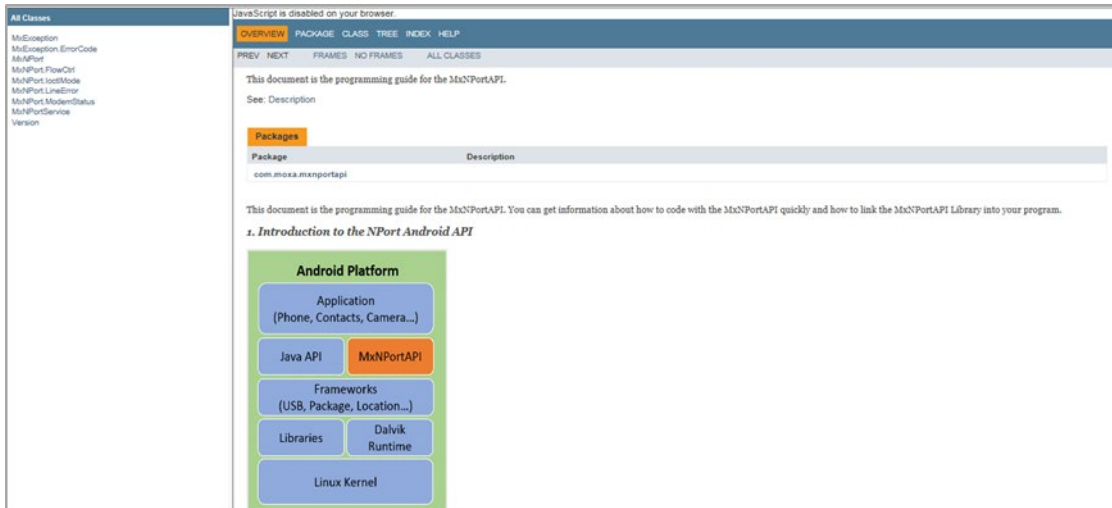 All Classes
MxException
MxException.ErrorCode
MxNPort
MxNPort.FlowCtrl
MxNPort.IoctlMode
MxNPort.LineError
MxNPort.ModemStatus
MxNPortService
Version
JavaScript is disabled on your browser.
OVERVIEW PACKAGE CLASS TREE INDEX HELP
PREV NEXT FRAMES NO FRAMES ALL CLASSES
This document is the programming guide for the MxNPortAPI.
See: Description
Packages
Package Description
com.moxa.mxnportapi
This document is the programming guide for the MxNPortAPI. You can get information about how to code with the MxNPortAPI quickly and how to link the MxNPortAPI Library into your program.
1. Introduction to the NPort Android API
Android Platform
Application
(Phone, Contacts, Camera...)
Java API MxNPortAPI
Frameworks
(USB, Package, Location...)
Libraries Dalvik
Runtime
Linux Kernel